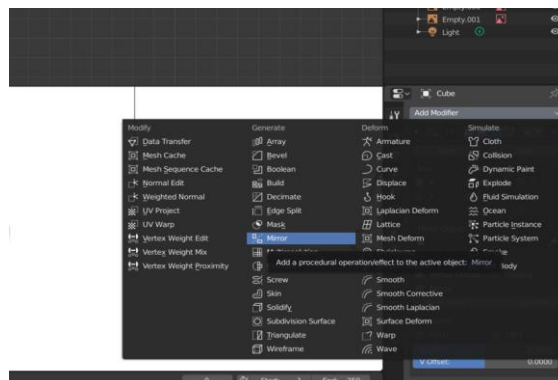 Empty.001
Light
Cube
Add Modifier
Modify
Data Transfer
Mesh Cache
Mesh Sequence Cache
Normal Edit
Weighted Normal
UV Project
UV Warp
Vertex Weight Edit
Vertex Weight Mix
Vertex Weight Proximity
Generate
Array
Bevel
Boolean
Build
Decimate
Edge Split
Mask
Mirror
Screw
Skin
Solidify
Subdivision Surface
Triangulate
Wireframe
Deform
Armature
Cast
Curve
Displace
Hook
Laplacian Deform
Lattice
Mesh Deform
Smooth
Smooth Corrective
Smooth Laplacian
Surface Deform
Warp
Wave
Simulate
Cloth
Collision
Dynamic Paint
Explode
Fluid Simulation
Ocean
Particle Instance
Particle System
Add a procedural operation/effect to the active object: Mirror
V Offset: 0.0000